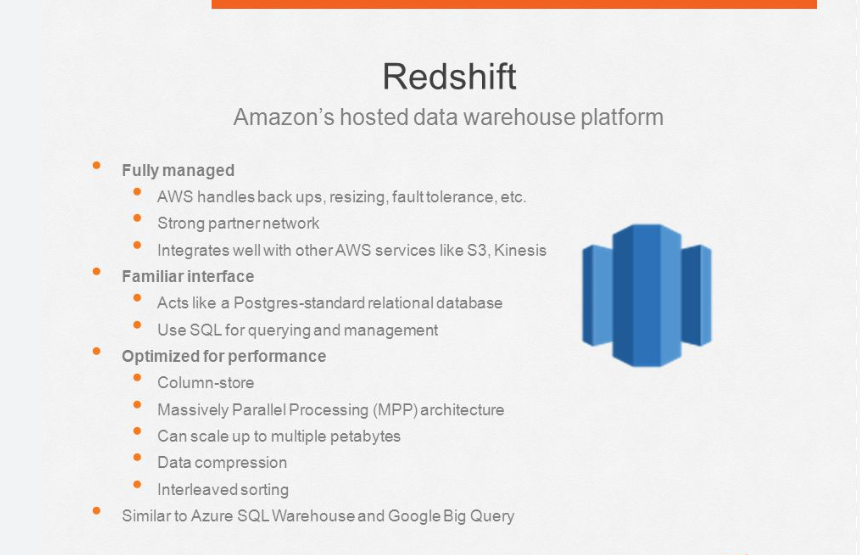 Redshift
Amazon's hosted data warehouse platform
Fully managed
AWS handles back ups, resizing, fault tolerance, etc.
Strong partner network
Integrates well with other AWS services like S3, Kinesis
Familiar interface
Acts like a Postgres-standard relational database
Use SQL for querying and management
Optimized for performance
Column-store
Massively Parallel Processing (MPP) architecture
Can scale up to multiple petabytes
Data compression
Interleaved sorting
Similar to Azure SQL Warehouse and Google Big Query